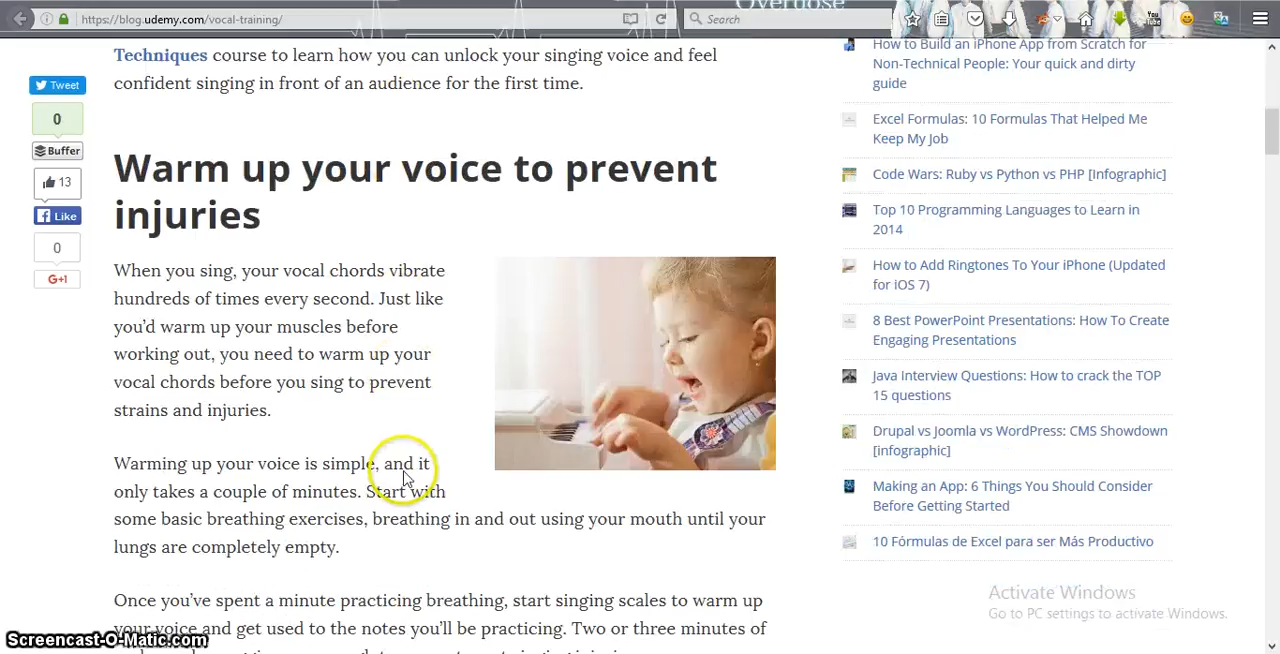 Overdose
https://blog.udemy.com/vocal-training/
Search
You
Tube
Techniques course to learn how you can unlock your singing voice and feel
confident singing in front of an audience for the first time.
Tweet
0
Buffer
13
Like
0
G+1
Warm up your voice to prevent
injuries
When you sing, your vocal chords vibrate
hundreds of times every second. Just like
you’d warm up your muscles before
working out, you need to warm up your
vocal chords before you sing to prevent
strains and injuries.
Warming up your voice is simple, and it
only takes a couple of minutes. Start with
some basic breathing exercises, breathing in and out using your mouth until your
lungs are completely empty.
Once you’ve spent a minute practicing breathing, start singing scales to warm up
your voice and get used to the notes you’ll be practicing. Two or three minutes of
How to Build an iPhone App from Scratch for
Non-Technical People: Your quick and dirty
guide
Excel Formulas: 10 Formulas That Helped Me
Keep My Job
Code Wars: Ruby vs Python vs PHP [Infographic]
Top 10 Programming Languages to Learn in
2014
How to Add Ringtones To Your iPhone (Updated
for iOS 7)
8 Best PowerPoint Presentations: How To Create
Engaging Presentations
Java Interview Questions: How to crack the TOP
15 questions
Drupal vs Joomla vs WordPress: CMS Showdown
[infographic]
Making an App: 6 Things You Should Consider
Before Getting Started
10 Fórmulas de Excel para ser Más Productivo
Activate Windows
Go to PC settings to activate Windows.
Screencast-O-Matic.com